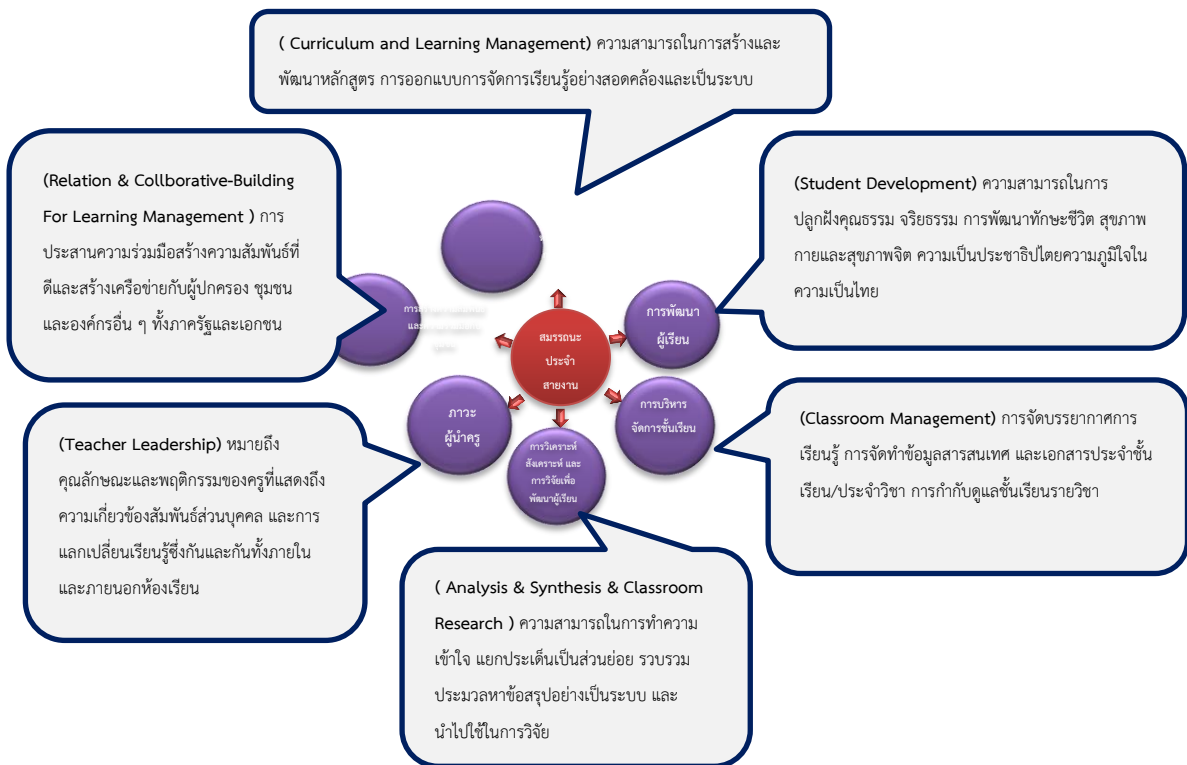 ( Curriculum and Learning Management) ความสามารถในการสร้างและ
พัฒนาหลักสูตร การออกแบบการจัดการเรียนรู้อย่างสอดคล้องและเป็นระบบ
(Relation & Collborative-Building
For Learning Management ) การ
ประสานความร่วมมือสร้างความสัมพันธ์ที่
ดีและสร้างเครือข่ายกับผู้ปกครอง ชุมชน
และองค์กรอื่น ๆ ทั้งภาครัฐและเอกชน
(Student Development) ความสามารถในการ
ปลูกฝังคุณธรรม จริยธรรม การพัฒนาทักษะชีวิต สุขภาพ
กายและสุขภาพจิต ความเป็นประชาธิปไตยความภูมิใจใน
ความเป็นไทย
สมรรถนะ
ประจำ
สายงาน
การพัฒนา
ผู้เรียน
การบริหาร
จัดการชั้นเรียน
ภาวะ
ผู้นำครู
การวิเคราะห์
สังเคราะห์ และ
การวิจัยเพื่อ
พัฒนาผู้เรียน
(Teacher Leadership) หมายถึง
คุณลักษณะและพฤติกรรมของครูที่แสดงถึง
ความเกี่ยวข้องสัมพันธ์ส่วนบุคคล และการ
แลกเปลี่ยนเรียนรู้ซึ่งกันและกันทั้งภายใน
และภายนอกห้องเรียน
(Classroom Management) การจัดบรรยากาศการ
เรียนรู้ การจัดทำข้อมูลสารสนเทศ และเอกสารประจำชั้น
เรียน/ประจำวิชา การกำกับดูแลชั้นเรียนรายวิชา
( Analysis & Synthesis & Classroom
Research ) ความสามารถในการทำความ
เข้าใจ แยกประเด็นเป็นส่วนย่อย รวบรวม
ประมวลหาข้อสรุปอย่างเป็นระบบ และ
นำไปใช้ในการวิจัย